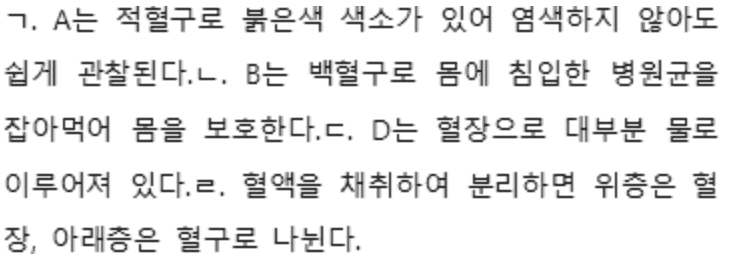 ㄱ. A는 적혈구로 붉은색 색소가 있어 염색하지 않아도
쉽게 관찰된다.ㄴ. B는 백혈구로 몸에 침입한 병원균을
잡아먹어 몸을 보호한다.ㄷ. D는 혈장으로 대부분 물로
이루어져 있다.ㄹ. 혈액을 채취하여 분리하면 위층은 혈
장, 아래층은 혈구로 나뉜다.